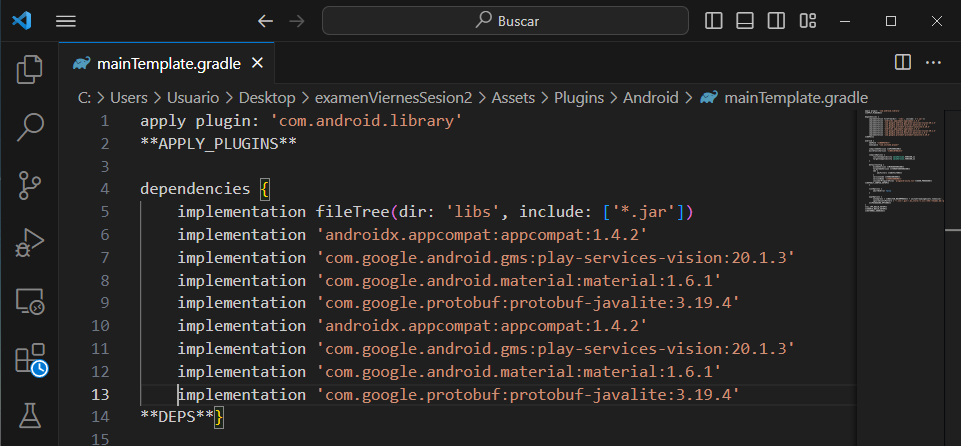 Buscar
mainTemplate.gradle
C: > Users > Usuario > Desktop > examenViernesSesion2 > Assets > Plugins > Android > mainTemplate.gradle
1 apply plugin: 'com.android.library'
2 **APPLY_PLUGINS**
3
4 dependencies {
5     implementation fileTree(dir: 'libs', include: ['*.jar'])
6     implementation 'androidx.appcompat:appcompat:1.4.2'
7     implementation 'com.google.android.gms:play-services-vision:20.1.3'
8     implementation 'com.google.android.material:material:1.6.1'
9     implementation 'com.google.protobuf:protobuf-javalite:3.19.4'
10     implementation 'androidx.appcompat:appcompat:1.4.2'
11     implementation 'com.google.android.gms:play-services-vision:20.1.3'
12     implementation 'com.google.android.material:material:1.6.1'
13     implementation 'com.google.protobuf:protobuf-javalite:3.19.4'
14 **DEPS**}
15